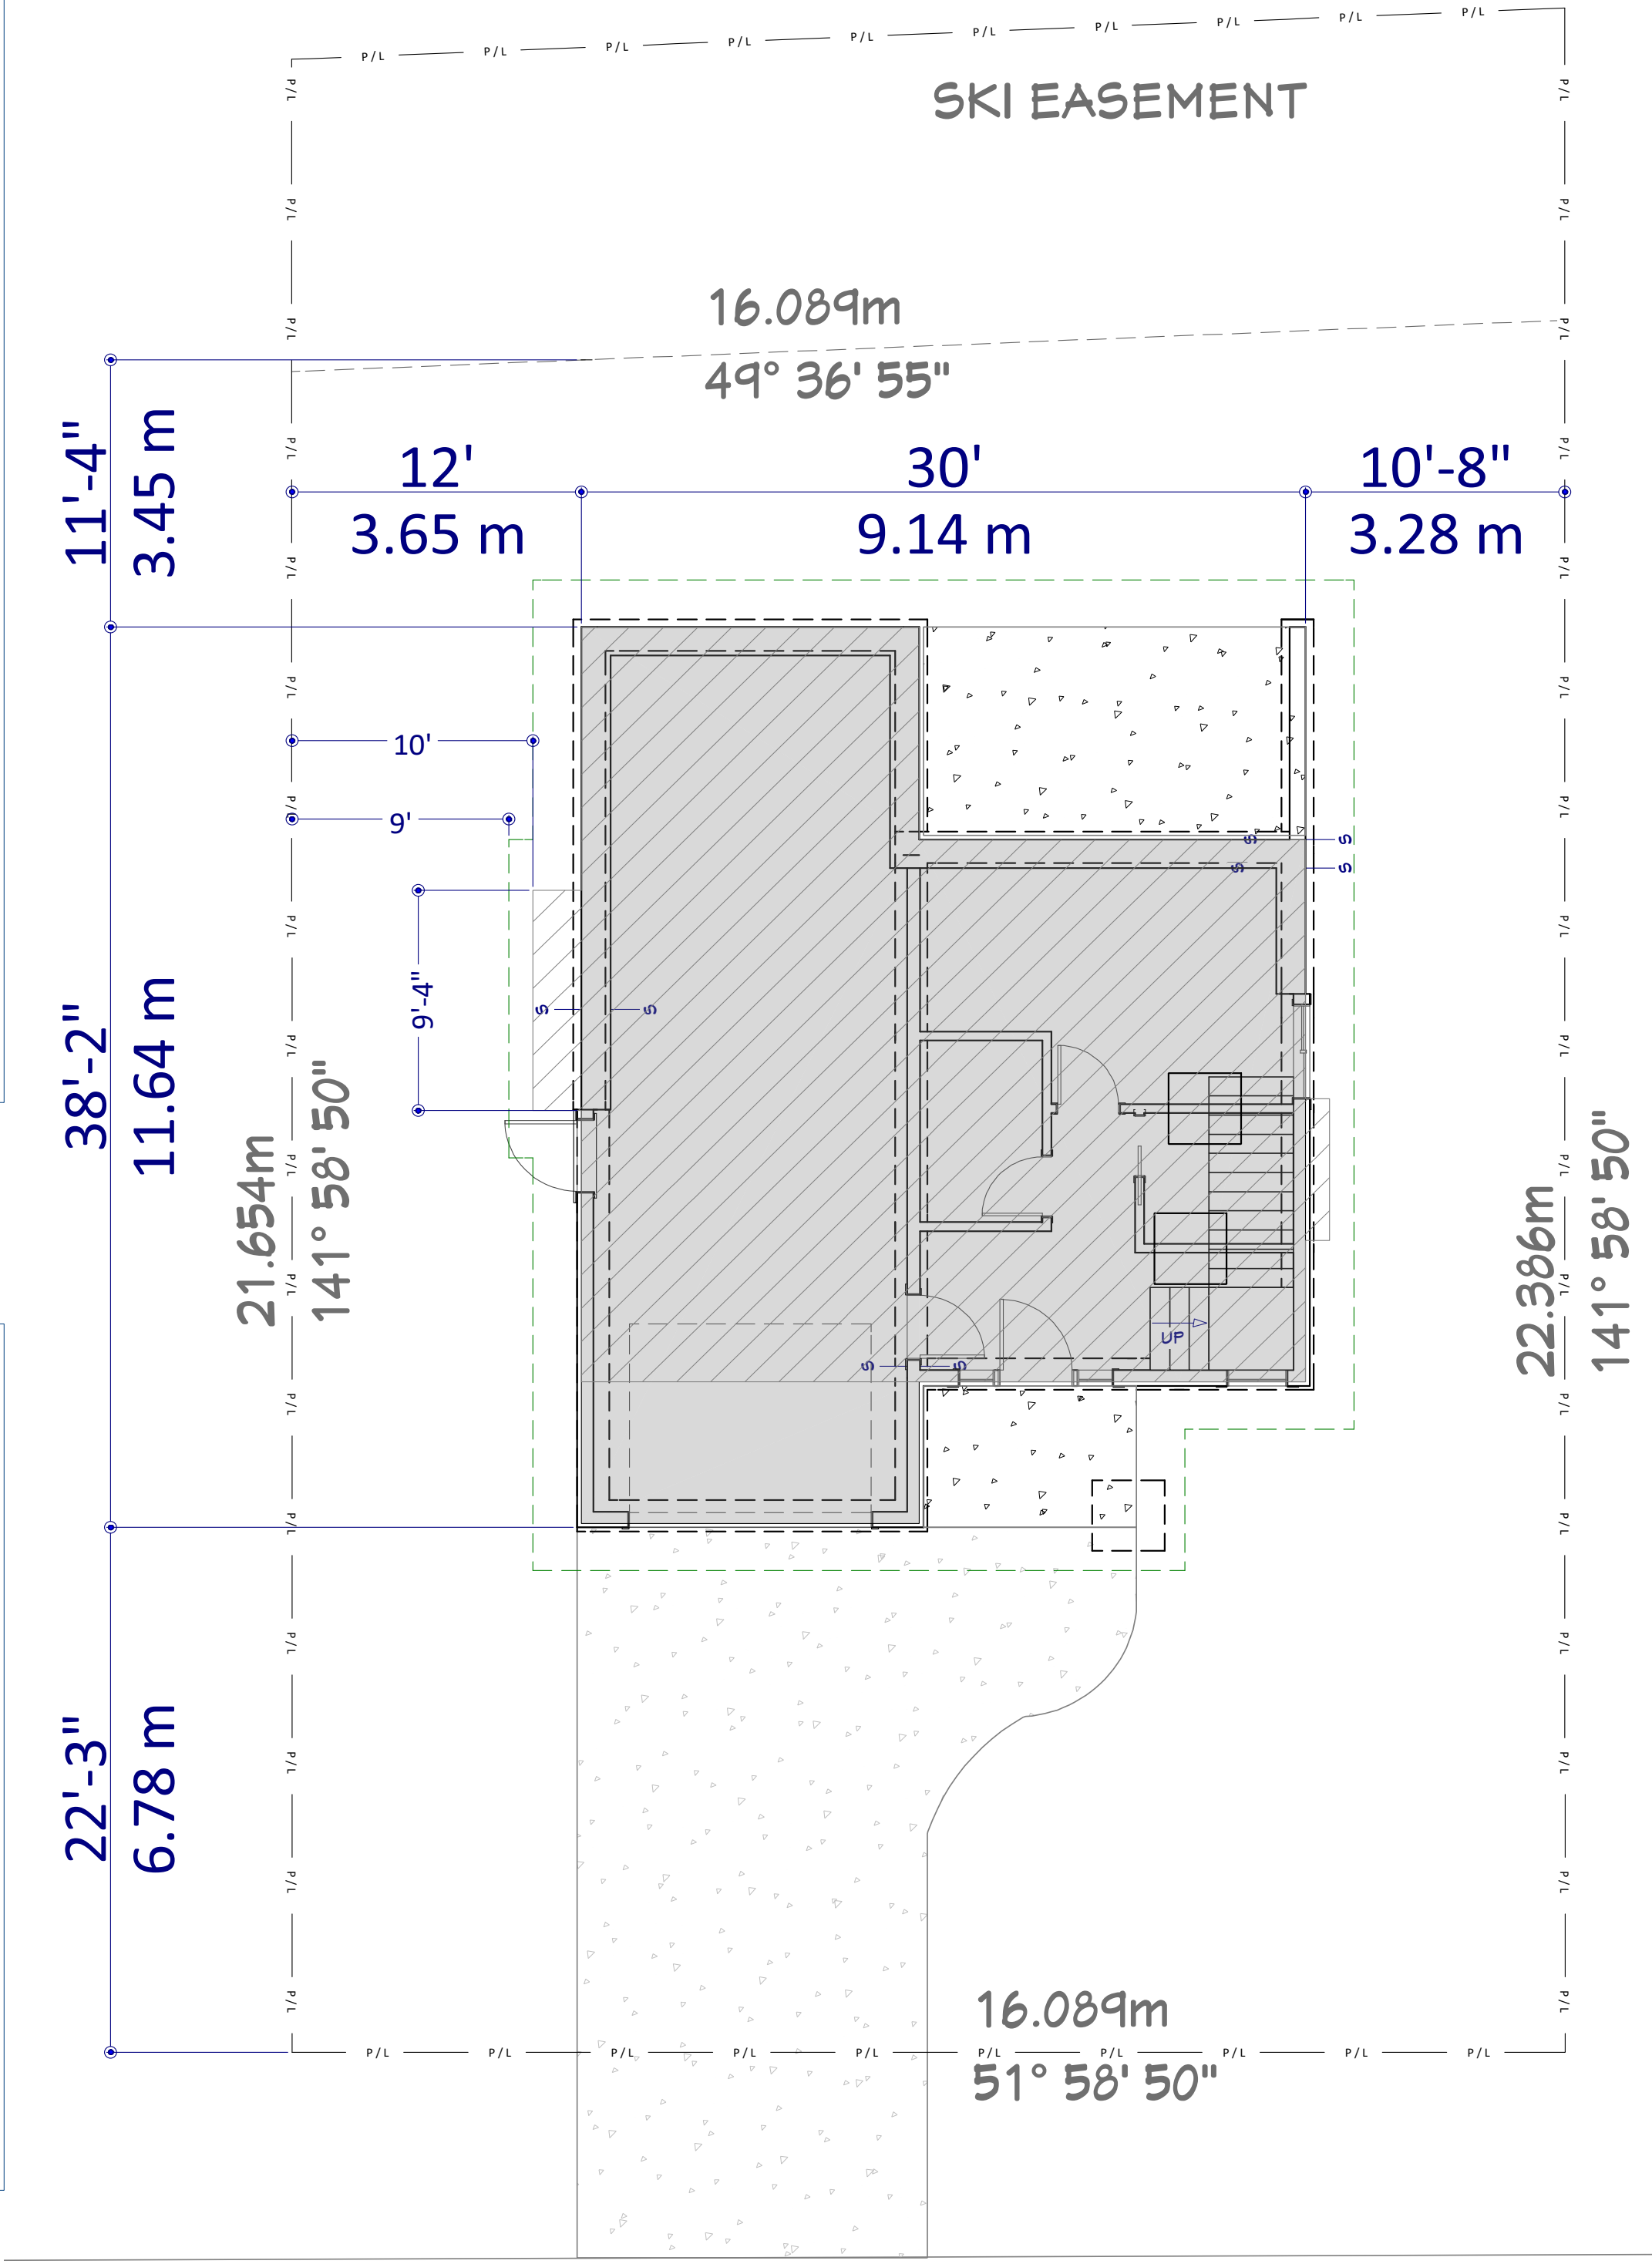 P/L P/L P/L P/L P/L P/L P/L P/L P/L P/L
P/L P/L
SKI EASEMENT
P/L P/L
16.089m
P/L P/L
49° 36' 55"
11'-4"
3.45 m
P/L P/L
12'
30'
10'-8"
3.65 m
9.14 m
3.28 m
P/L P/L
P/L P/L
10'
P/L P/L
9'
S S
S S
P/L P/L
9'-4"
S S
38'-2"
11.64 m
P/L P/L
21.654m
141° 58' 50"
P/L P/L
22.386m
141° 58' 50"
P/L P/L
UP
S S
P/L P/L
P/L P/L
P/L P/L
22'-3"
6.78 m
P/L P/L
P/L P/L
P/L P/L
16.089m
P/L P/L P/L P/L P/L P/L P/L P/L P/L P/L
51° 58' 50"